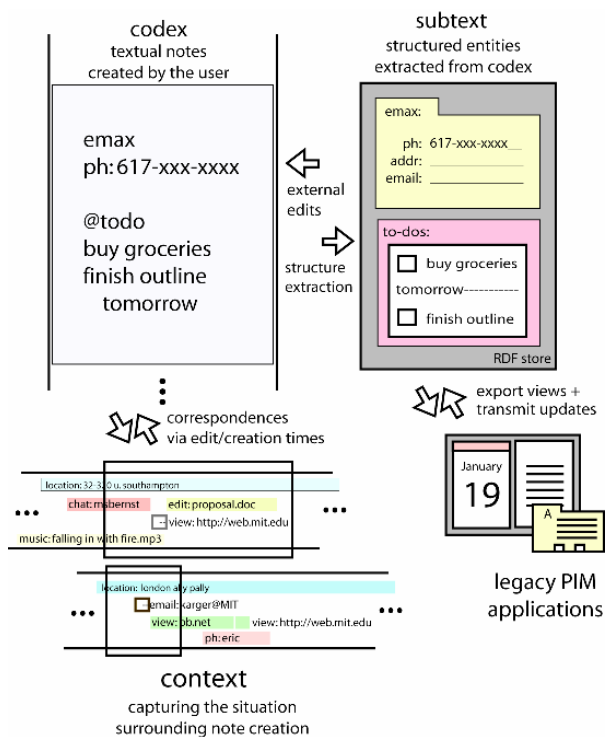 codex
textual notes
created by the user
emax
ph: 617-xxx-xxxx
@todo
buy groceries
finish outline
tomorrow
subtext
structured entities
extracted from codex
emax:
ph: 617-xxx-xxxx__
addr: ____________
email: ____________
to-dos:
buy groceries
tomorrow-----------
finish outline
RDF store
external
edits
structure
extraction
export views +
transmit updates
January
19
A
legacy PIM
applications
correspondences
via edit/creation times
location: 32-320 u. southampton
chat: msbernst edit: proposal.doc
-- view: http://web.mit.edu
music: falling in with fire.mp3
location: london ally pally
--email: karger@MIT
view: bb.net view: http://web.mit.edu
ph: eric
context
capturing the situation
surrounding note creation